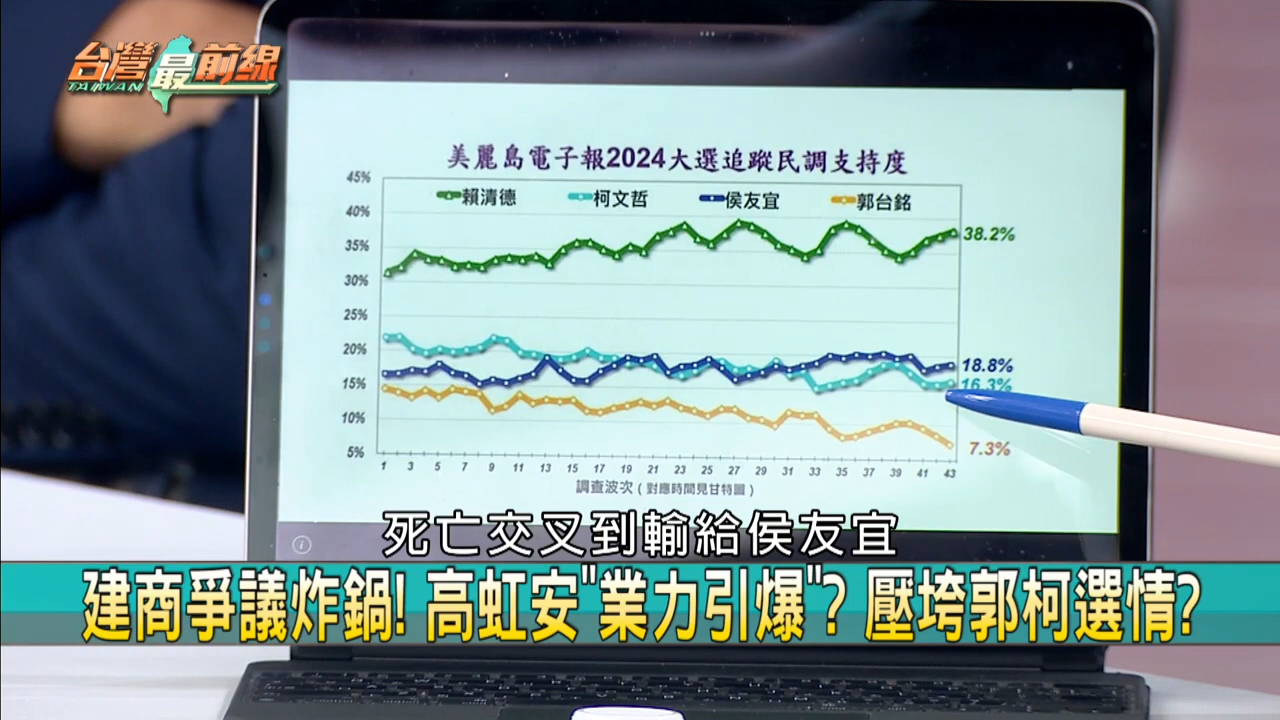 台灣最前線
TAIWAN
美麗島電子報2024大選追蹤民調支持度
賴清德 柯文哲 侯友宜 郭台銘
45%
40%
35%
30%
25%
20%
15%
10%
5%
38.2%
18.8%
16.3%
7.3%
1 3 5 7 9 11 13 15 17 19 21 23 25 27 29 31 33 35 37 39 41 43
調查波次(對應時間見甘特圖)
死亡交叉到輸給侯友宜
建商爭議炸鍋! 高虹安"業力引爆"? 壓垮郭柯選情?